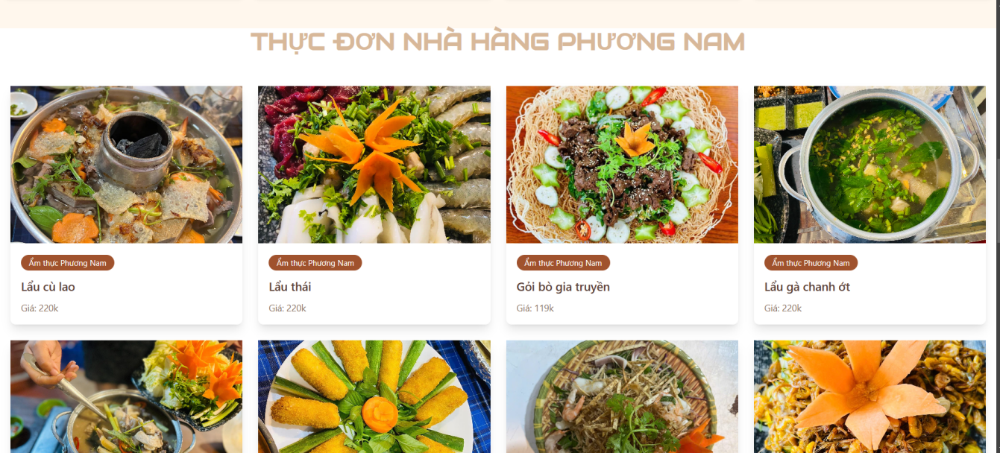 THỰC ĐƠN NHÀ HÀNG PHƯƠNG NAM
Ẩm thực Phương Nam
Lẩu cù lao
Giá: 220k
Ẩm thực Phương Nam
Lẩu thái
Giá: 220k
Ẩm thực Phương Nam
Gỏi bò gia truyền
Giá: 119k
Ẩm thực Phương Nam
Lẩu gà chanh ớt
Giá: 220k